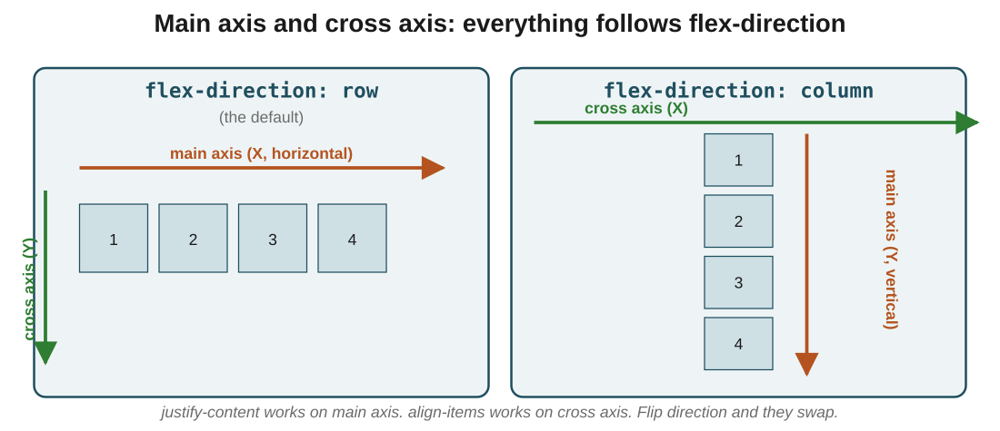 Main axis and cross axis: everything follows flex-direction
flex-direction: row
(the default)
main axis (X, horizontal)
cross axis (Y)
1
2
3
4
flex-direction: column
cross axis (X)
1
2
3
4
main axis (Y, vertical)
justify-content works on main axis. align-items works on cross axis. Flip direction and they swap.